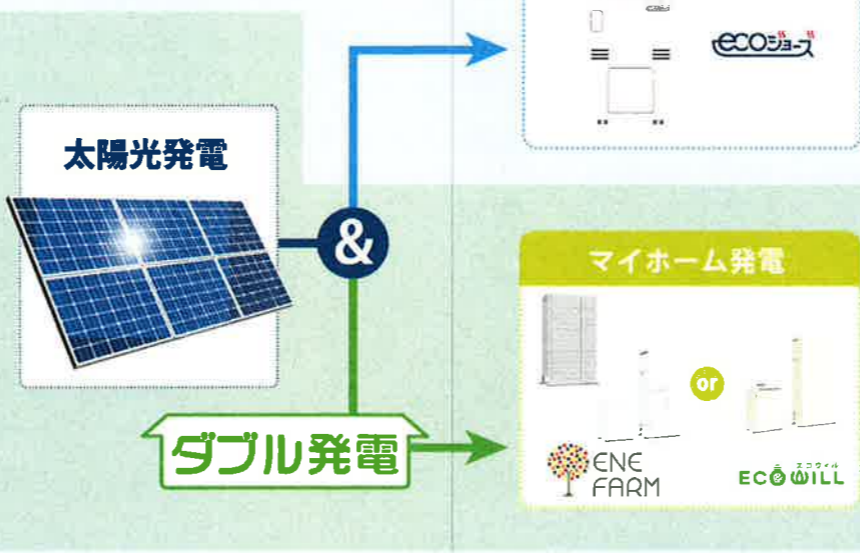 ecoジョーズ
太陽光発電
&
マイホーム発電
or
ダブル発電
ENE
FARM
エコウィル
ECOWILL